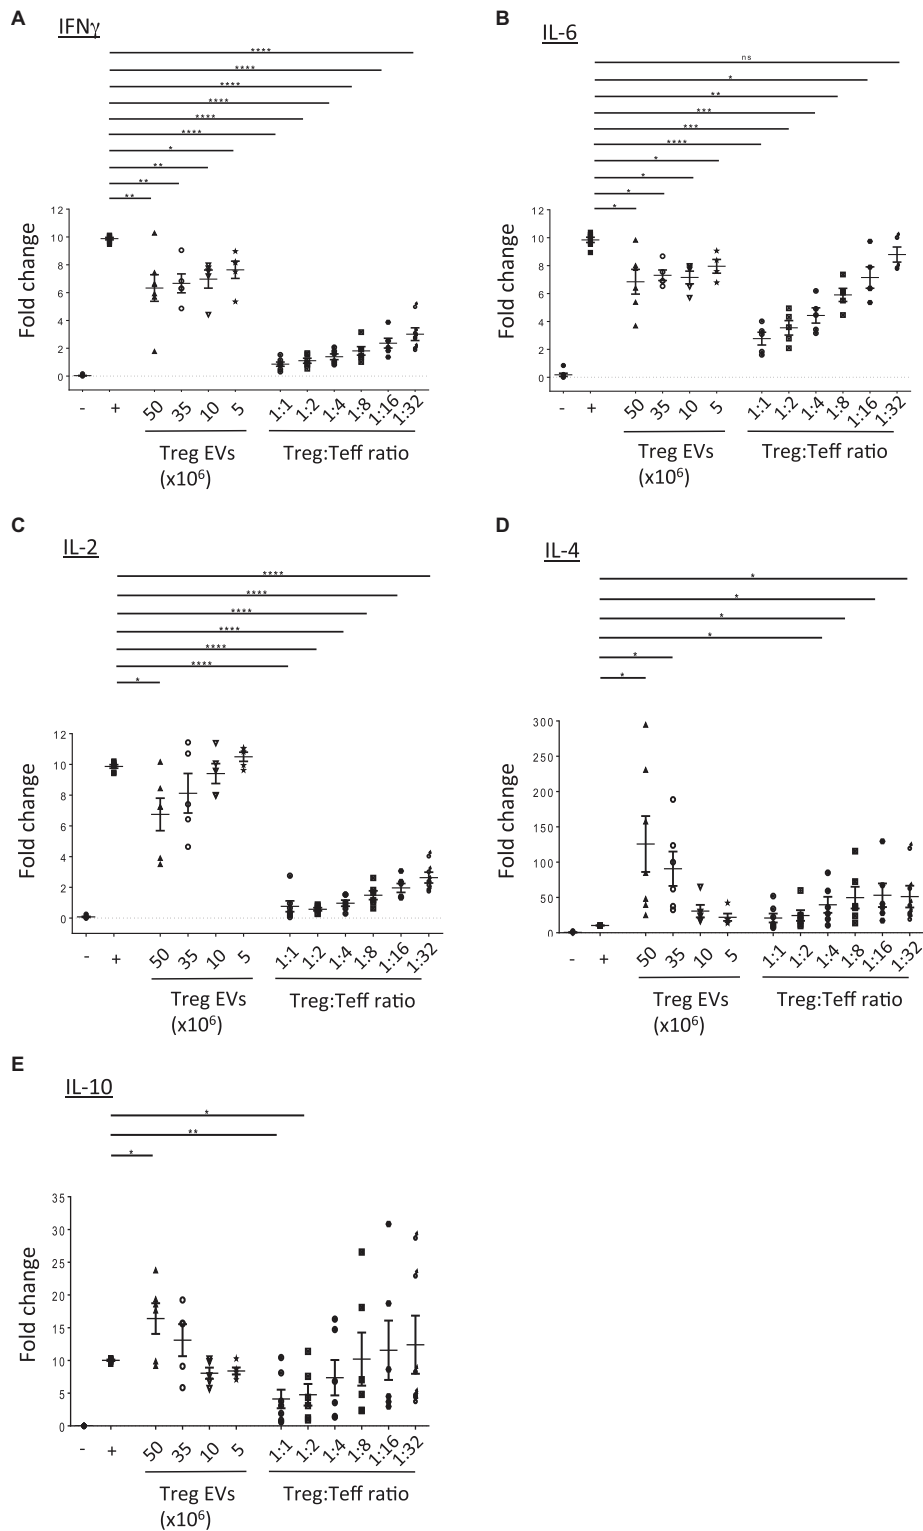 A
IFNγ
****
****
****
****
****
****
*
**
**
**
Fold change
12
10
8
6
4
2
0
- + 50 35 10 5 1:1 1:2 1:4 1:8 1:16 1:32
Treg EVs Treg:Teff ratio
(x10⁶)
B
IL-6
ns
*
**
***
***
****
*
*
*
*
Fold change
12
10
8
6
4
2
0
- + 50 35 10 5 1:1 1:2 1:4 1:8 1:16 1:32
Treg EVs Treg:Teff ratio
(x10⁶)
C
IL-2
****
****
****
****
****
****
*
Fold change
12
10
8
6
4
2
0
- + 50 35 10 5 1:1 1:2 1:4 1:8 1:16 1:32
Treg EVs Treg:Teff ratio
(x10⁶)
D
IL-4
*
*
*
*
*
*
Fold change
300
250
200
150
100
50
0
- + 50 35 10 5 1:1 1:2 1:4 1:8 1:16 1:32
Treg EVs Treg:Teff ratio
(x10⁶)
E
IL-10
*
**
*
Fold change
35
30
25
20
15
10
5
0
- + 50 35 10 5 1:1 1:2 1:4 1:8 1:16 1:32
Treg EVs Treg:Teff ratio
(x10⁶)